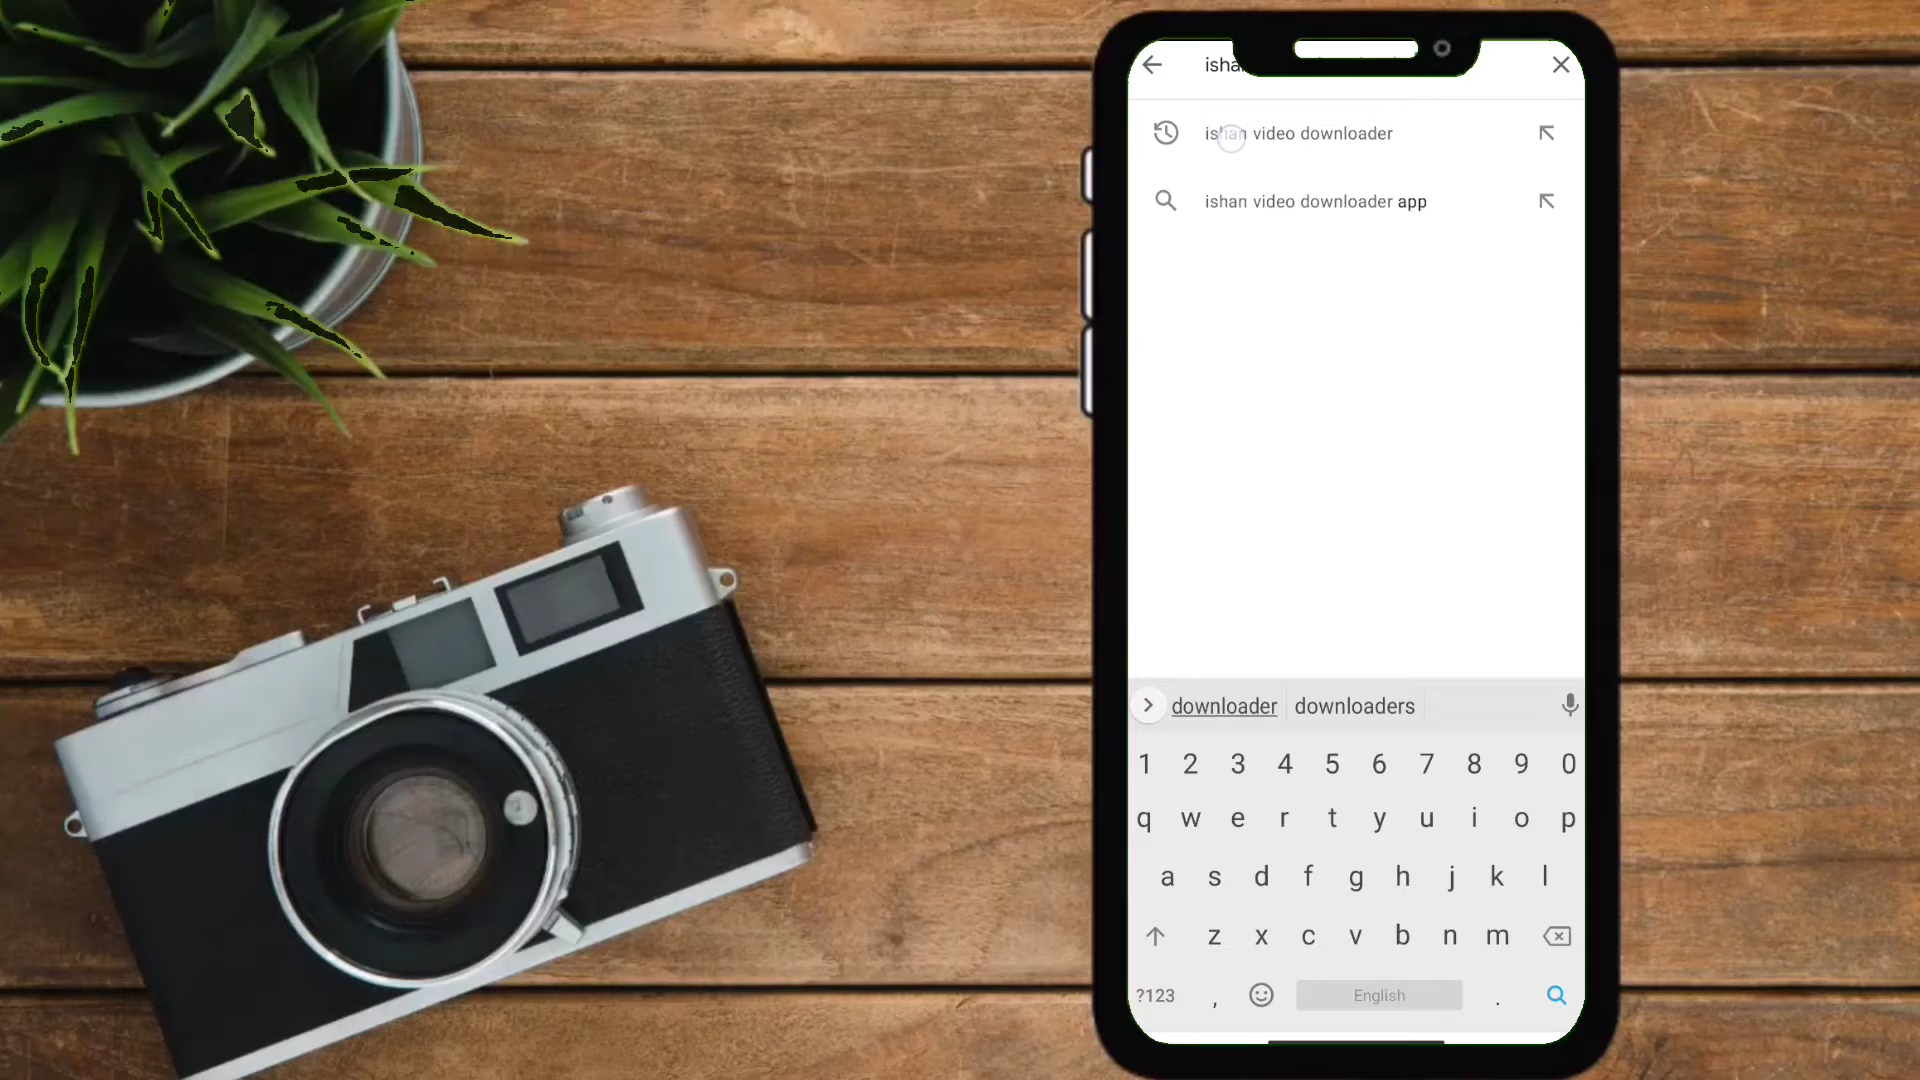 isha
ishan video downloader
ishan video downloader app
downloader downloaders
1 2 3 4 5 6 7 8 9 0
q w e r t y u i o p
a s d f g h j k l
z x c v b n m
?123 , English .